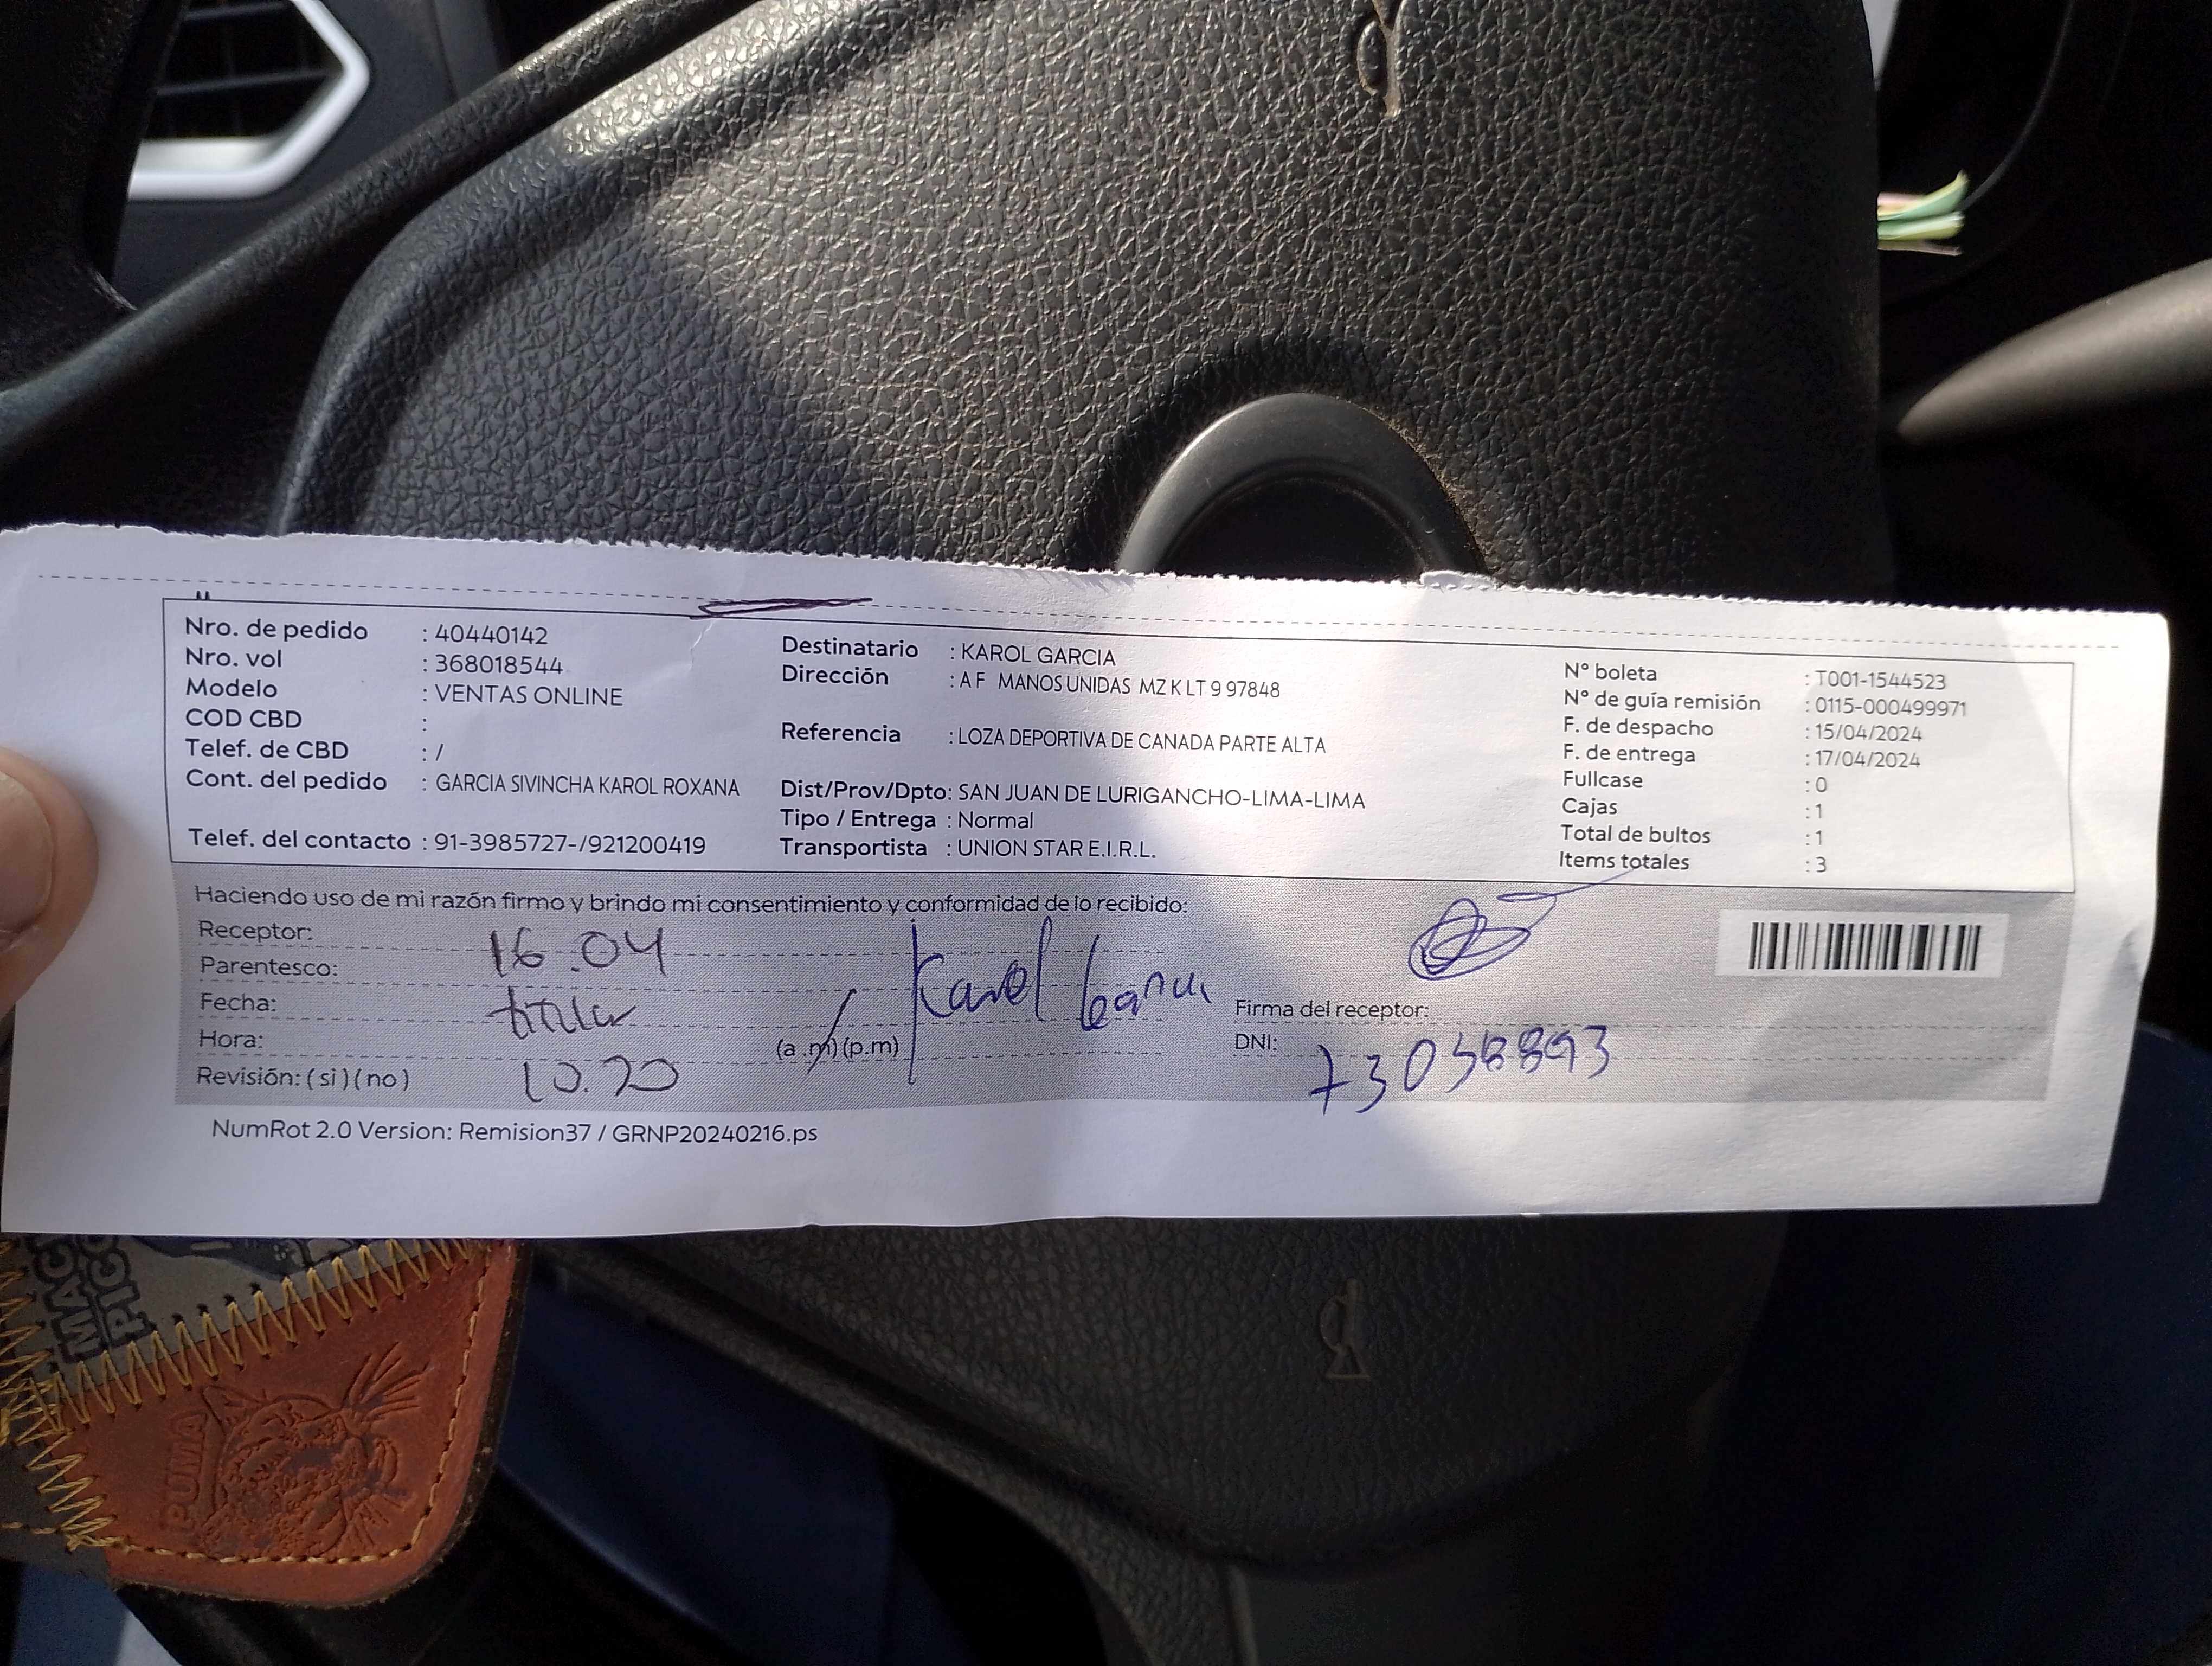 Nro. de pedido : 40440142
Nro. vol : 368018544
Modelo : VENTAS ONLINE
COD CBD :
Telef. de CBD : /
Cont. del pedido : GARCIA SIVINCHA KAROL ROXANA
Telef. del contacto : 91-3985727-/921200419
Destinatario : KAROL GARCIA
Dirección : A F MANOS UNIDAS MZ K LT 9 97848
Referencia : LOZA DEPORTIVA DE CANADA PARTE ALTA
Dist/Prov/Dpto: SAN JUAN DE LURIGANCHO-LIMA-LIMA
Tipo / Entrega : Normal
Transportista : UNION STAR E.I.R.L.
N° boleta : T001-1544523
N° de guía remisión : 0115-000499971
F. de despacho : 15/04/2024
F. de entrega : 17/04/2024
Fullcase : 0
Cajas : 1
Total de bultos : 1
Items totales : 3
Haciendo uso de mi razón firmo y brindo mi consentimiento y conformidad de lo recibido:
Receptor:
16.04
Parentesco:
Fecha:
titular
Hora:
(a .m) (p.m)
Revisión: ( si ) ( no )
10.20
Karol
Firma del receptor:
DNI:
73058893
NumRot 2.0 Version: Remision37 / GRNP20240216.ps
PUMA